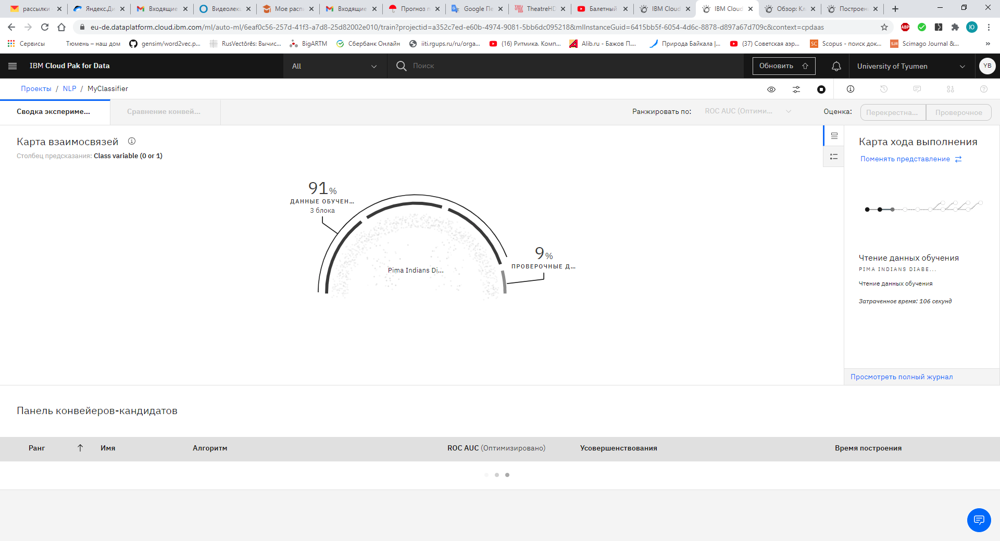 рассылки
Яндекс.Ди
Входящие
Видеолекц
Мое распи
Входящие
Прогноз п
Google Пе
TheatreHD
Балетный
IBM Cloud
IBM Cloud
Обзор: Кл
Построен
eu-de.dataplatform.cloud.ibm.com/ml/auto-ml/6eaf0c56-257d-41f3-a7d8-25d82002e010/train?projectid=a352c7ed-e60b-4974-9081-5bb6dc095218&mlInstanceGuid=6415bb5f-6054-4d6c-8878-d897a67d709c&context=cpdaas
ABP
Ю
Сервисы
Тюмень – наш дом
gensim/word2vec.p...
RusVectōrēs: Вычис...
BigARTM
Сбербанк Онлайн
iiti.rgups.ru/ru/orga...
(16) Ритмика. Комп...
Alib.ru - Бажов П....
Природа Байкала |...
(37) Советская аэр...
SC Scopus - поиск док...
SJR Scimago Journal &...
»
IBM Cloud Pak for Data
All
Поиск
Обновить
University of Tyumen
YB
Проекты / NLP / MyClassifier
Сводка экспериме...
Сравнение конвей...
Ранжировать по:
ROC AUC (Оптими...
Оценка:
Перекрестна...
Проверочное
Карта взаимосвязей
Столбец предсказания: Class variable (0 or 1)
91%
ДАННЫЕ ОБУЧЕН...
3 блока
9%
ПРОВЕРОЧНЫЕ Д...
Pima Indians Di...
Карта хода выполнения
Поменять представление
Чтение данных обучения
PIMA INDIANS DIABE...
Чтение данных обучения
Затраченное время: 106 секунд
Просмотреть полный журнал
Панель конвейеров-кандидатов
Ранг
Имя
Алгоритм
ROC AUC (Оптимизировано)
Усовершенствования
Время построения